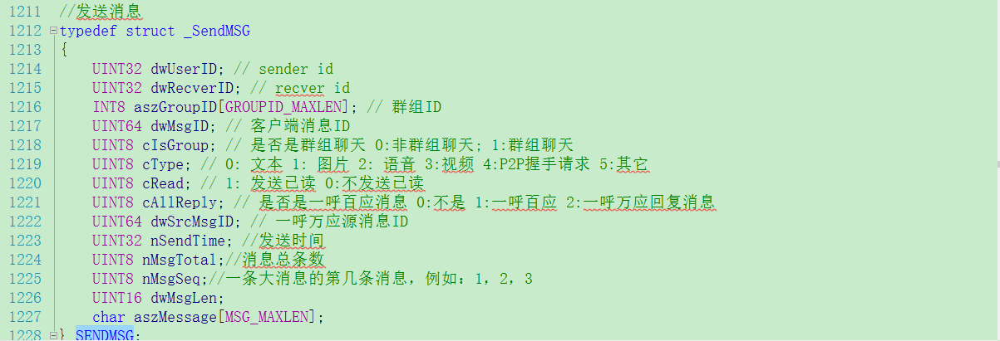 1211 //发送消息
1212 typedef struct _SendMSG
1213 {
1214 UINT32 dwUserID; // sender id
1215 UINT32 dwRecverID; // recver id
1216 INT8 aszGroupID[GROUPID_MAXLEN]; // 群组ID
1217 UINT64 dwMsgID; // 客户端消息ID
1218 UINT8 cIsGroup; // 是否是群组聊天 0:非群组聊天; 1:群组聊天
1219 UINT8 cType; // 0: 文本 1: 图片 2: 语音 3:视频 4:P2P握手请求 5:其它
1220 UINT8 cRead; // 1: 发送已读 0:不发送已读
1221 UINT8 cAllReply; // 是否是一呼百应消息 0:不是 1:一呼百应 2:一呼万应回复消息
1222 UINT64 dwSrcMsgID; // 一呼万应源消息ID
1223 UINT32 nSendTime; //发送时间
1224 UINT8 nMsgTotal;//消息总条数
1225 UINT8 nMsgSeq;//一条大消息的第几条消息，例如：1，2，3
1226 UINT16 dwMsgLen;
1227 char aszMessage[MSG_MAXLEN];
1228 } SENDMSG;